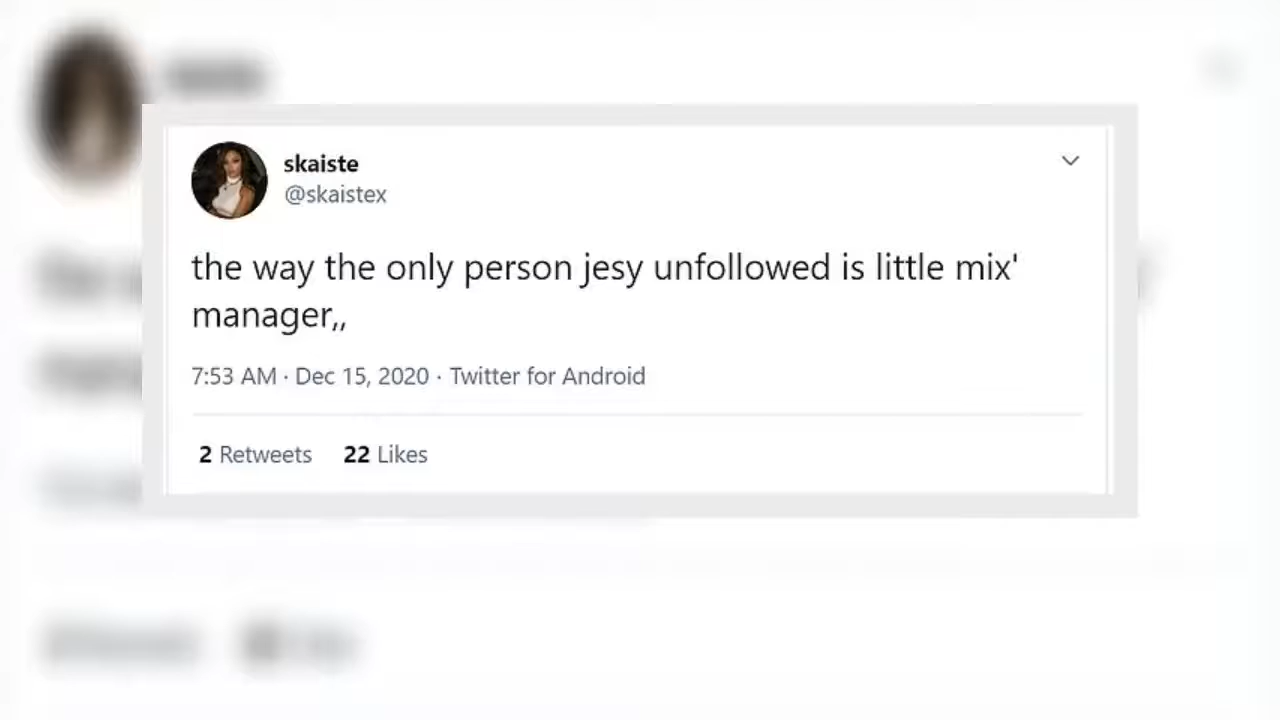 skaiste
@skaistex
the way the only person jesy unfollowed is little mix'
manager,,
7:53 AM · Dec 15, 2020 · Twitter for Android
2 Retweets 22 Likes